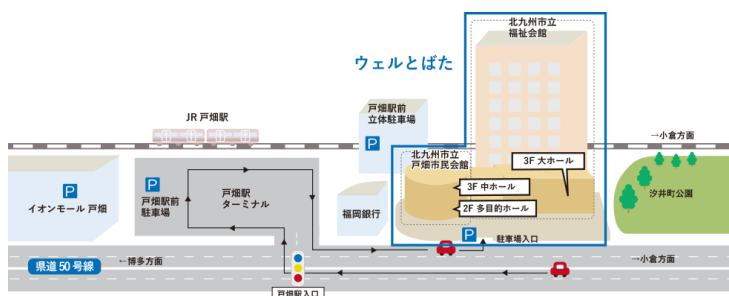 北九州市立
福祉会館
ウェルとばた
JR 戸畑駅
戸畑駅前
立体駐車場
P
→小倉方面
北九州市立
戸畑市民会館
3F 大ホール
3F 中ホール
2F 多目的ホール
汐井町公園
P
イオンモール 戸畑
P
戸畑駅前
駐車場
戸畑駅
ターミナル
福岡銀行
P
駐車場入口
県道50号線
←博多方面
→小倉方面
戸畑駅入口